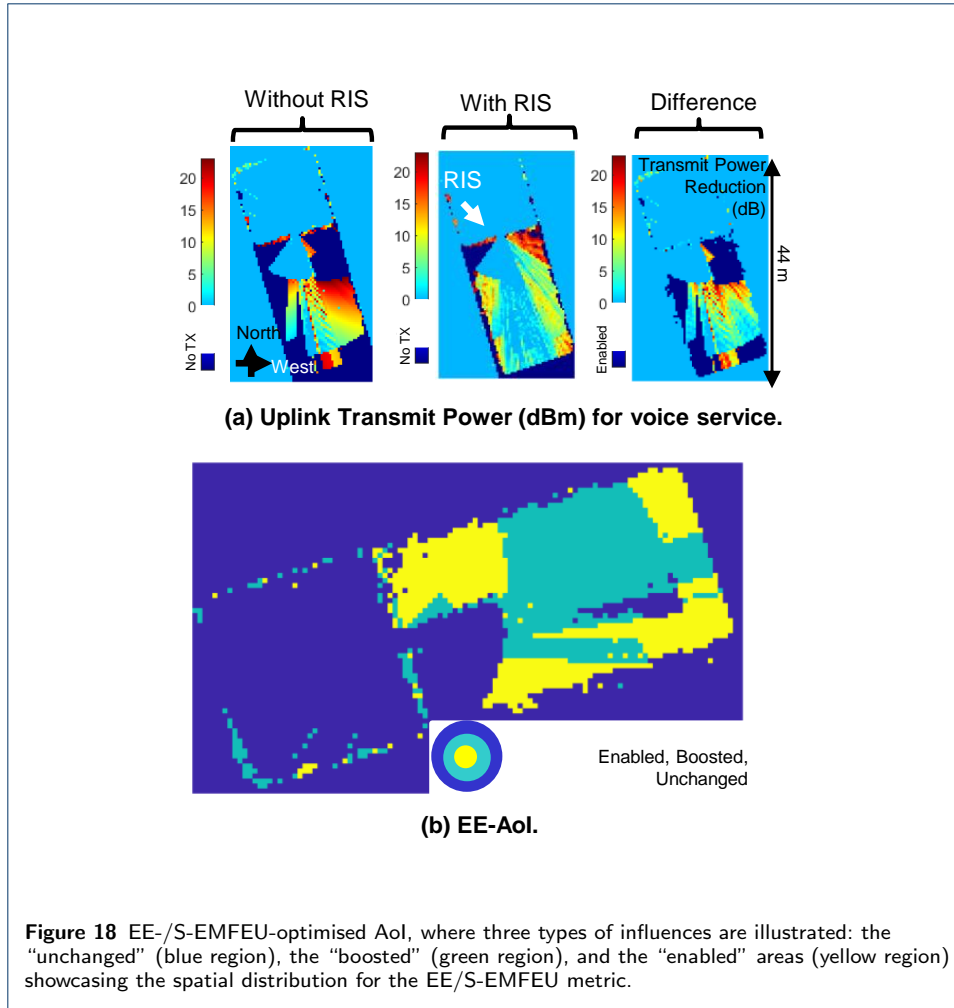 Without RIS
With RIS
Difference
20
15
10
5
0
No TX
North
West
RIS
20
15
10
5
0
No TX
Transmit Power
Reduction
(dB)
20
15
10
5
0
Enabled
44 m
(a) Uplink Transmit Power (dBm) for voice service.
Enabled, Boosted,
Unchanged
(b) EE-AoI.
Figure 18 EE-/S-EMFEU-optimised AoI, where three types of influences are illustrated: the
“unchanged” (blue region), the “boosted” (green region), and the “enabled” areas (yellow region)
showcasing the spatial distribution for the EE/S-EMFEU metric.